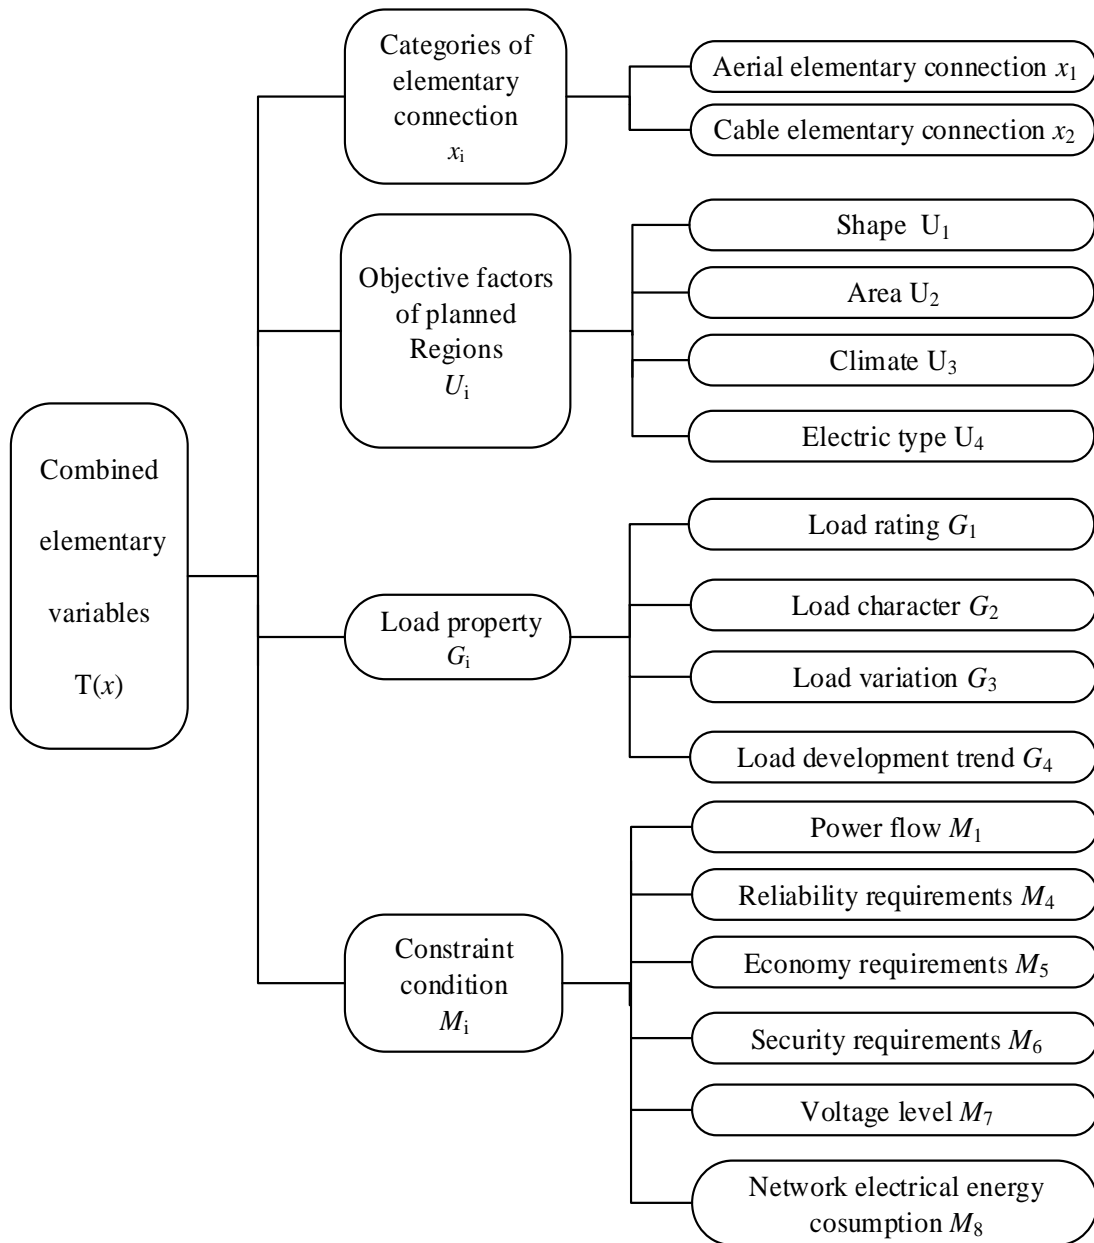 Combined
elementary
variables
T(x)
Categories of
elementary
connection
xi
Aerial elementary connection x1
Cable elementary connection x2
Objective factors
of planned
Regions
Ui
Shape U1
Area U2
Climate U3
Electric type U4
Load property
Gi
Load rating G1
Load character G2
Load variation G3
Load development trend G4
Constraint
condition
Mi
Power flow M1
Reliability requirements M4
Economy requirements M5
Security requirements M6
Voltage level M7
Network electrical energy
cosumption M8